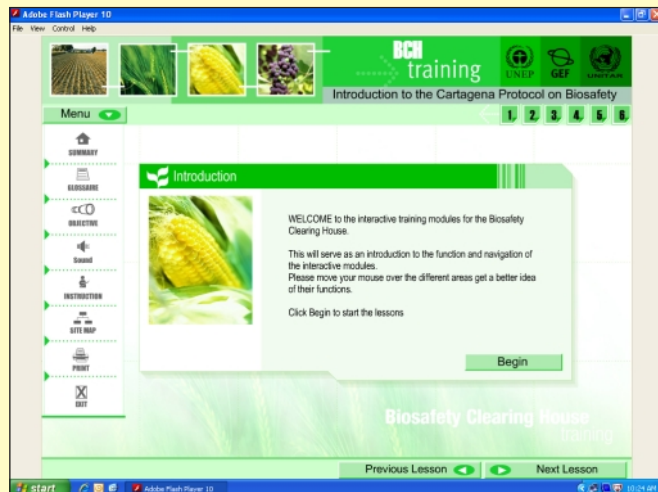 Adobe Flash Player 10
File View Control Help
BCH
training
UNEP GEF UNITAR
Introduction to the Cartagena Protocol on Biosafety
Menu
1. 2. 3. 4. 5. 6.
SUMMARY
GLOSSAIRE
OBJECTIVE
Sound
INSTRUCTION
SITE MAP
PRINT
EXIT
Introduction
WELCOME to the interactive training modules for the Biosafety
Clearing House.
This will serve as an introduction to the function and navigation of
the interactive modules.
Please move your mouse over the different areas get a better idea
of their functions.
Click Begin to start the lessons
Begin
Biosafety Clearing House
training
Previous Lesson
Next Lesson
start
Adobe Flash Player 10
10:24 AM